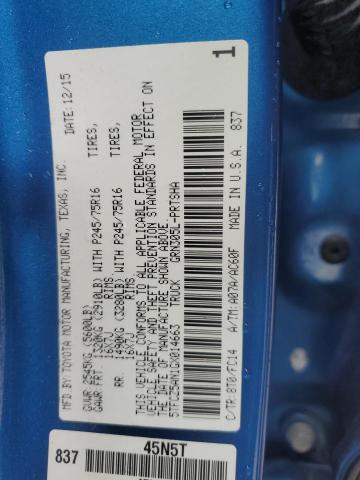 MFD. BY TOYOTA MOTOR MANUFACTURING, TEXAS, INC. DATE: 12/15
GVWR 2545KG (5600LB)
GAWR: FRT. 1320KG (2910LB) WITH P245/75R16 TIRES,
16X7J RIMS
RR. 1490KG (3280LB) WITH P245/75R16 TIRES,
16X7J RIMS
THIS VEHICLE CONFORMS TO ALL APPLICABLE FEDERAL MOTOR
VEHICLE SAFETY AND THEFT PREVENTION STANDARDS IN EFFECT ON
THE DATE OF MANUFACTURE SHOWN ABOVE.
5TFCZ5AN1GX014663 TRUCK GRN305L-PRTSHA
C/TR:8T0/FC14 A/TM:A07A/AC60F MADE IN U.S.A. 837
1
837 45N5T